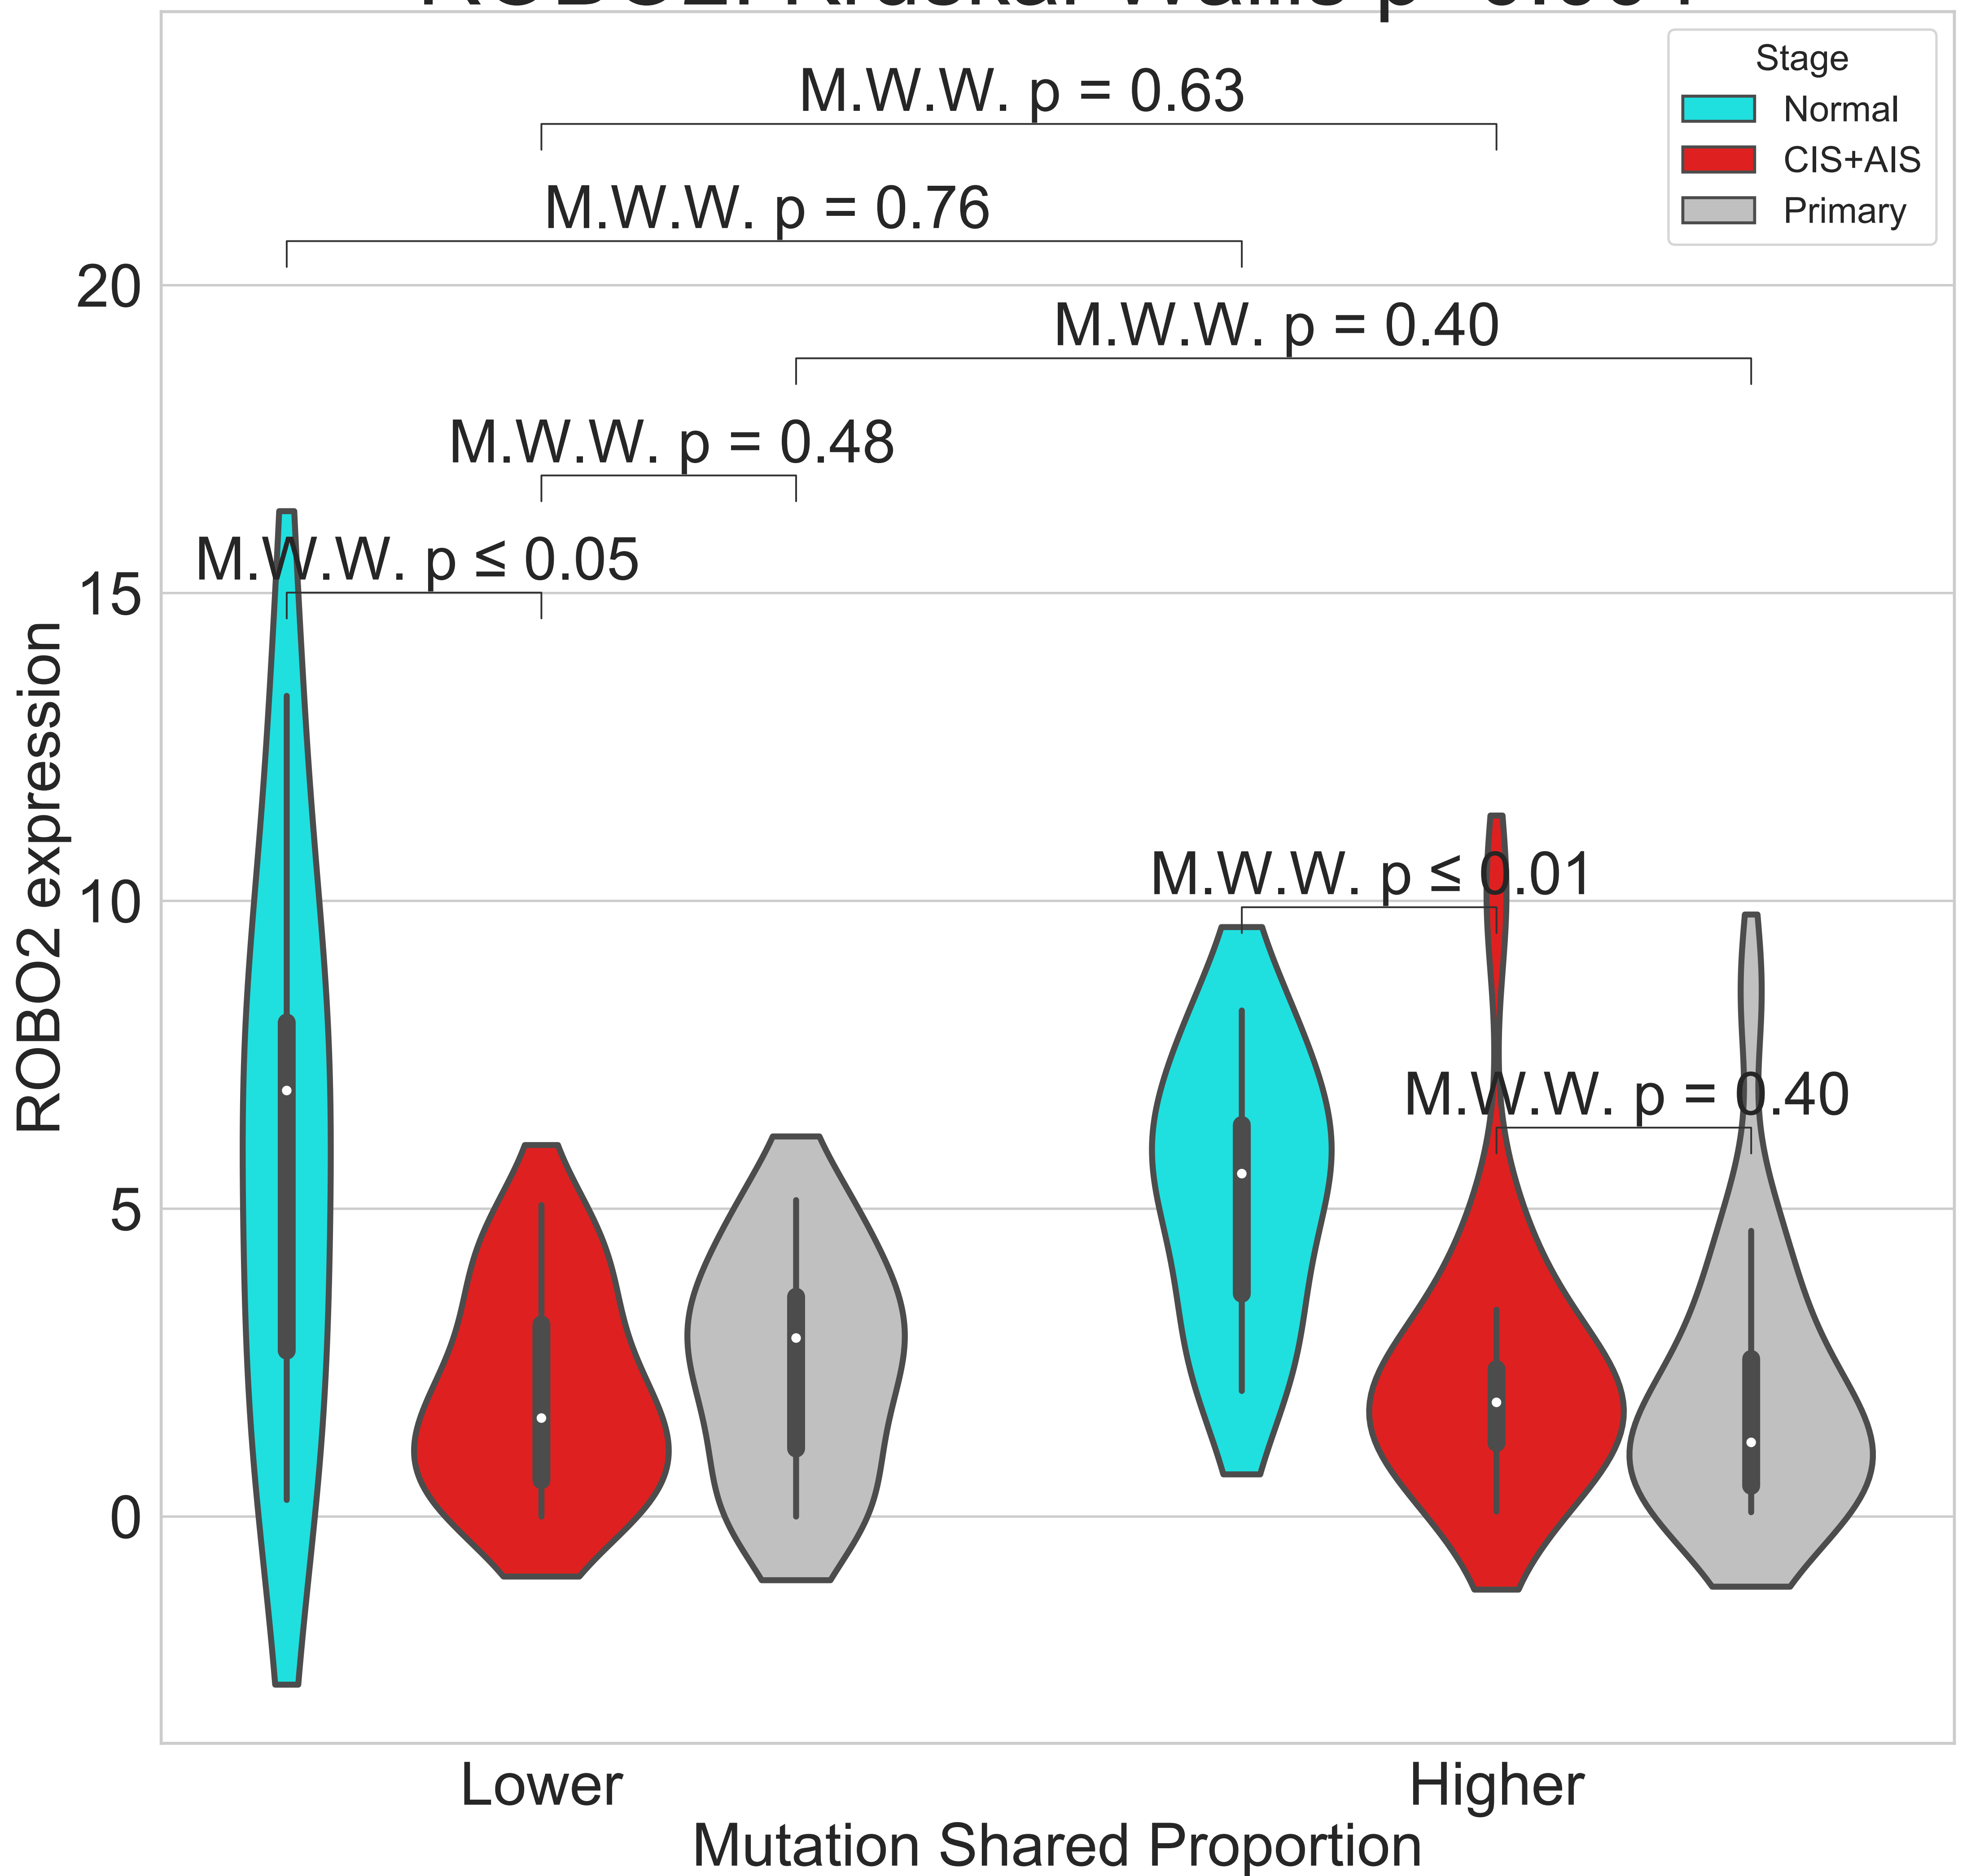 M.W.W. p = 0.63
M.W.W. p = 0.76
M.W.W. p = 0.40
M.W.W. p = 0.48
M.W.W. p ≤ 0.05
M.W.W. p ≤ 0.01
M.W.W. p = 0.40
Stage
Normal
CIS+AIS
Primary
20
15
10
5
0
ROBO2 expression
Lower
Higher
Mutation Shared Proportion